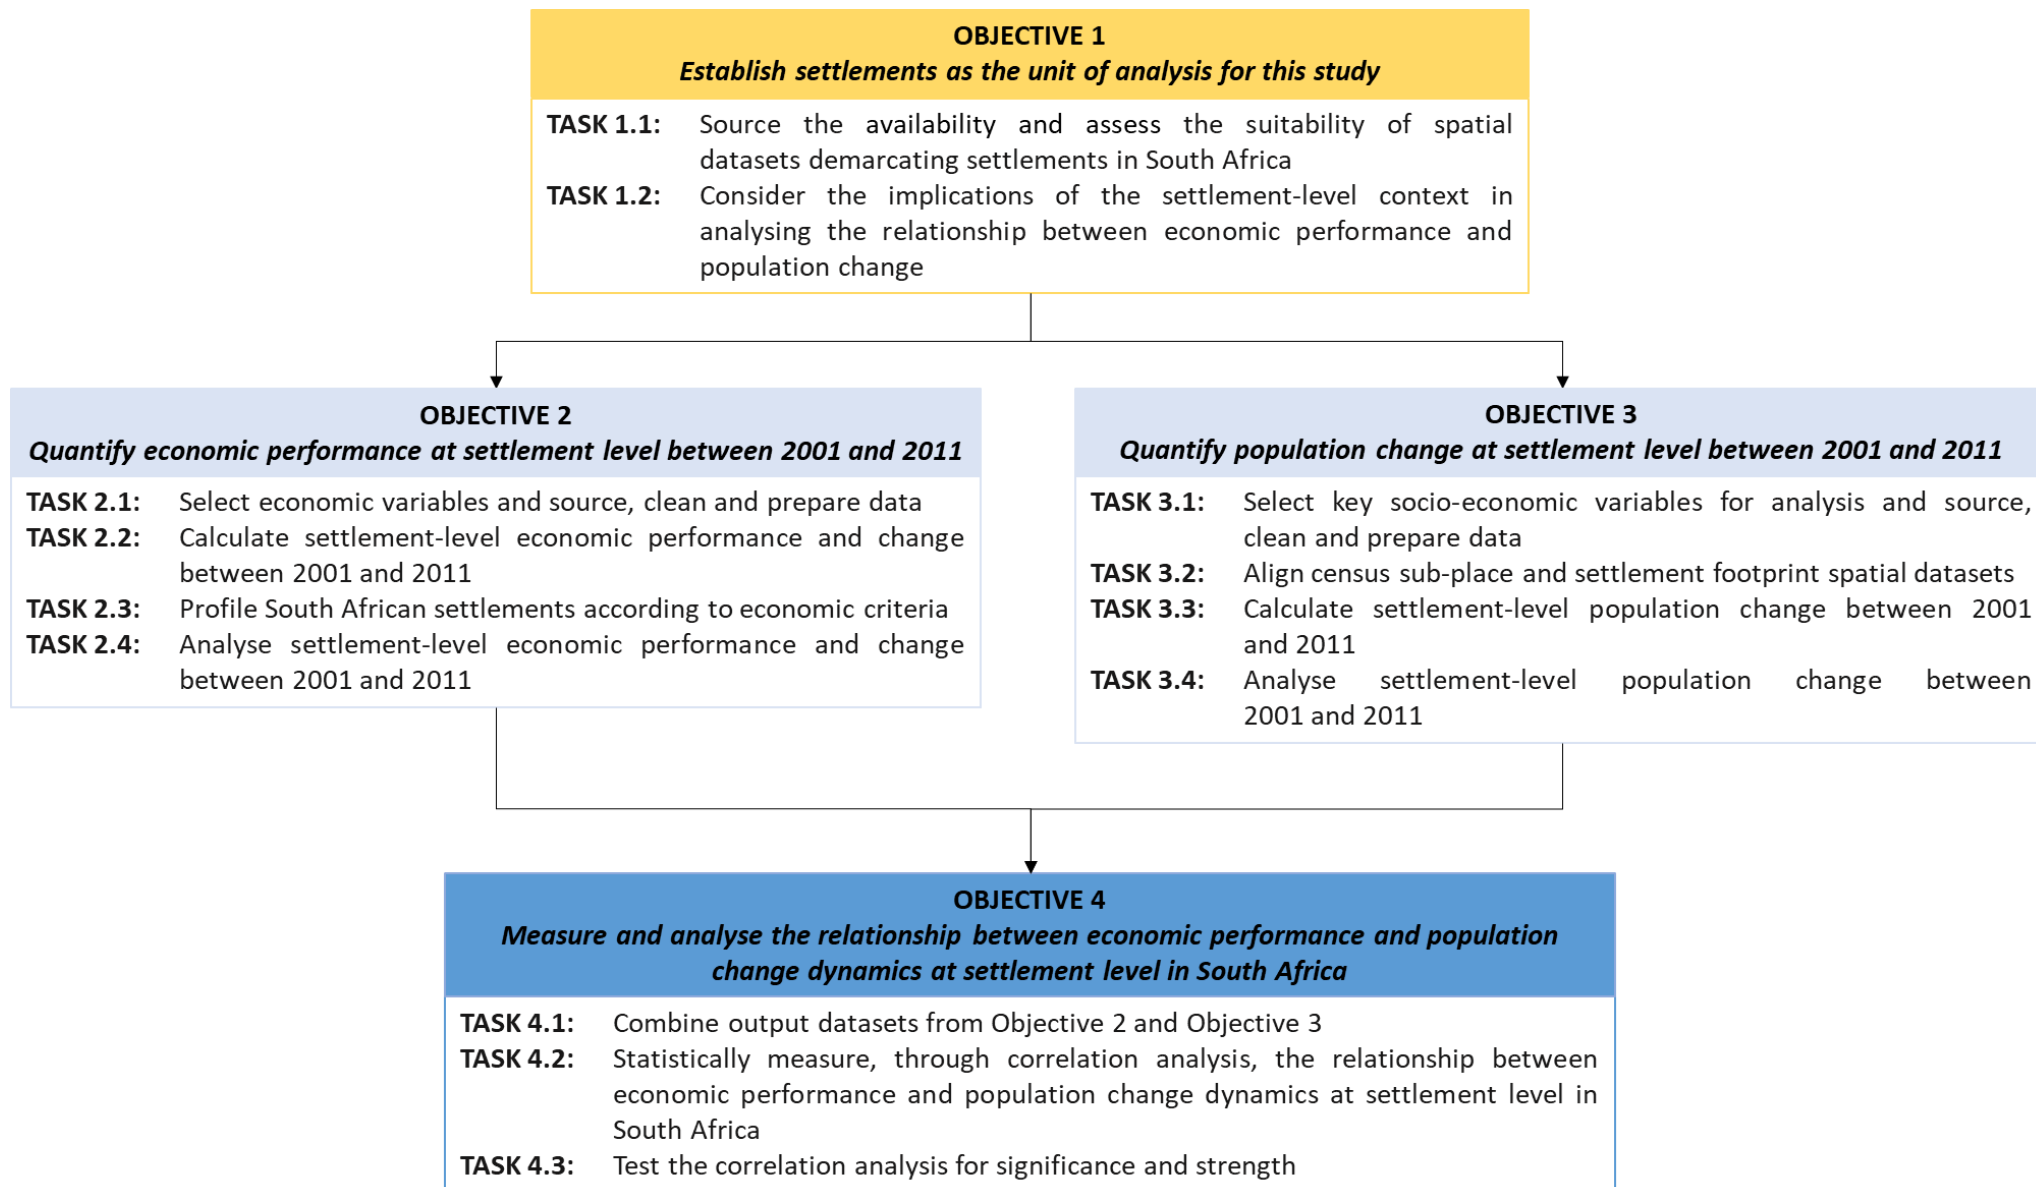 OBJECTIVE 1
Establish settlements as the unit of analysis for this study
TASK 1.1: Source the availability and assess the suitability of spatial
datasets demarcating settlements in South Africa
TASK 1.2: Consider the implications of the settlement-level context in
analysing the relationship between economic performance and
population change
OBJECTIVE 2
Quantify economic performance at settlement level between 2001 and 2011
TASK 2.1: Select economic variables and source, clean and prepare data
TASK 2.2: Calculate settlement-level economic performance and change
between 2001 and 2011
TASK 2.3: Profile South African settlements according to economic criteria
TASK 2.4: Analyse settlement-level economic performance and change
between 2001 and 2011
OBJECTIVE 3
Quantify population change at settlement level between 2001 and 2011
TASK 3.1: Select key socio-economic variables for analysis and source,
clean and prepare data
TASK 3.2: Align census sub-place and settlement footprint spatial datasets
TASK 3.3: Calculate settlement-level population change between 2001
and 2011
TASK 3.4: Analyse settlement-level population change between
2001 and 2011
OBJECTIVE 4
Measure and analyse the relationship between economic performance and population
change dynamics at settlement level in South Africa
TASK 4.1: Combine output datasets from Objective 2 and Objective 3
TASK 4.2: Statistically measure, through correlation analysis, the relationship between
economic performance and population change dynamics at settlement level in
South Africa
TASK 4.3: Test the correlation analysis for significance and strength